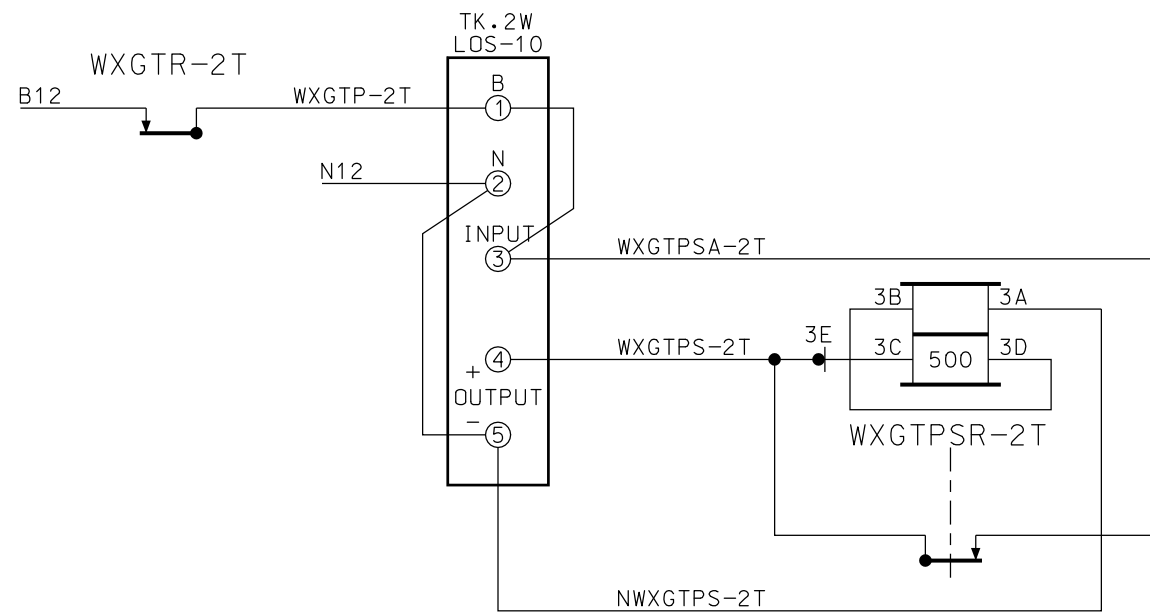 TK.2W
LOS-10
WXGTR-2T
B12
WXGTP-2T
B
1
N12
N
2
INPUT
3
WXGTPSA-2T
3B
3A
WXGTPS-2T
3E
3C
500
3D
4
+
OUTPUT
-
5
WXGTPSR-2T
NWXGTPS-2T